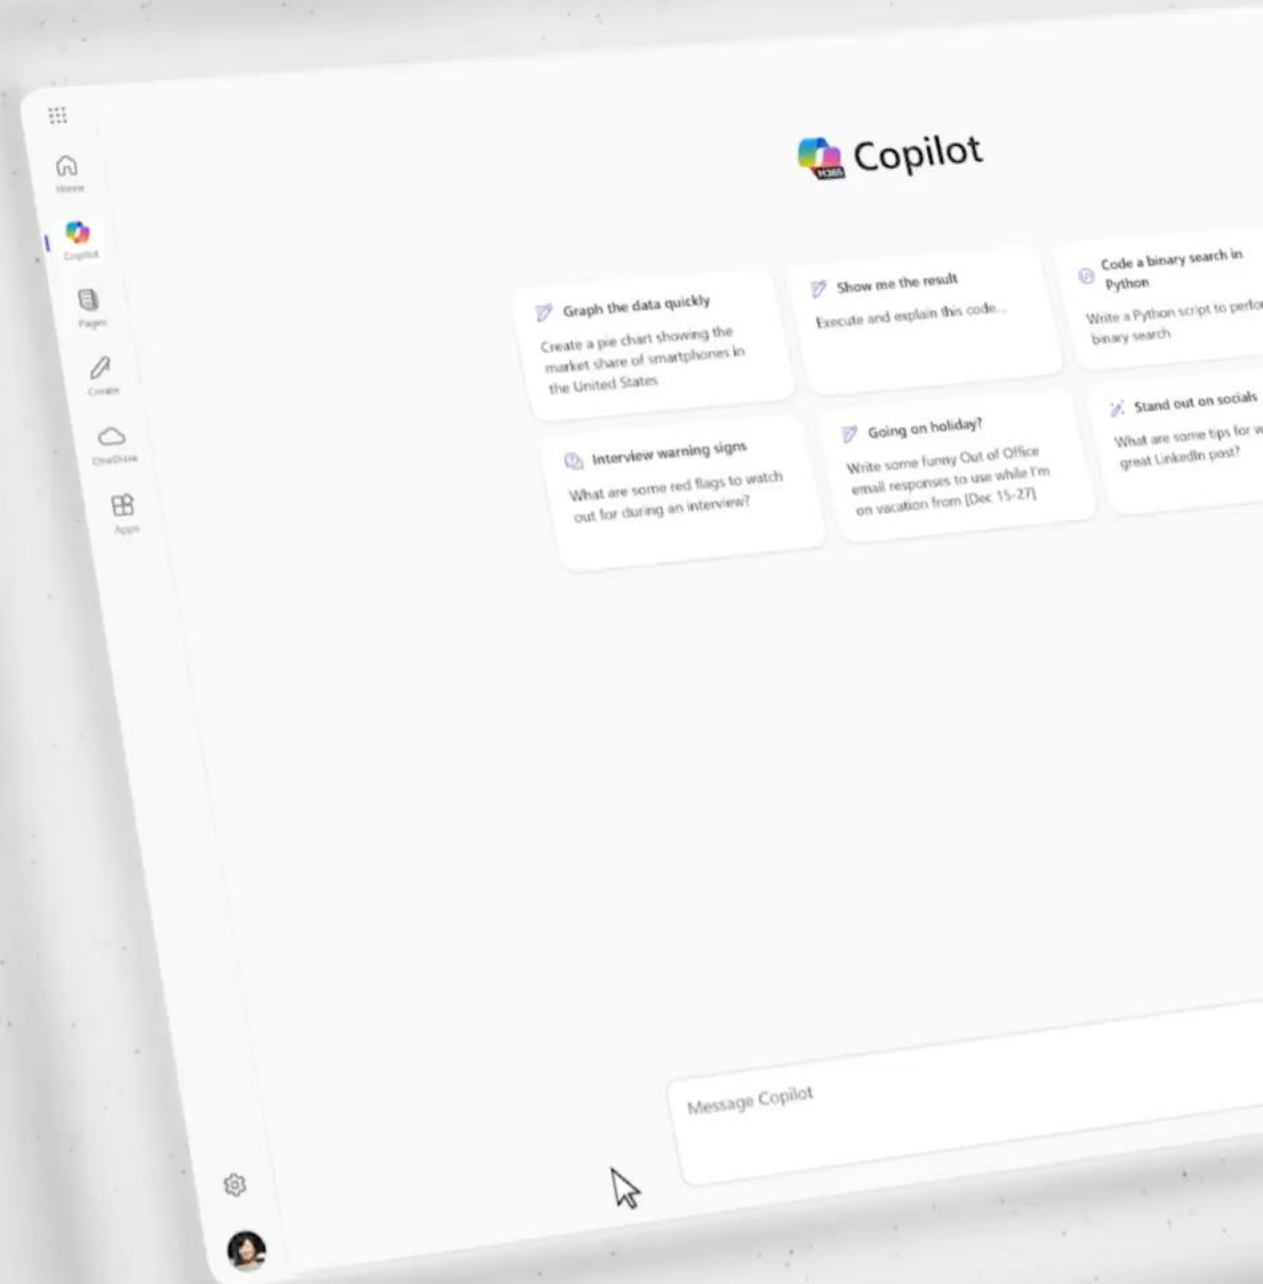 Home
Copilot
Pages
Create
OneDrive
Apps
M365
Copilot
Graph the data quickly
Create a pie chart showing the
market share of smartphones in
the United States
Show me the result
Execute and explain this code...
Code a binary search in
Python
Write a Python script to perfo
binary search
Interview warning signs
What are some red flags to watch
out for during an interview?
Going on holiday?
Write some funny Out of Office
email responses to use while I'm
on vacation from [Dec 15-27]
Stand out on socials
What are some tips for w
great LinkedIn post?
Message Copilot